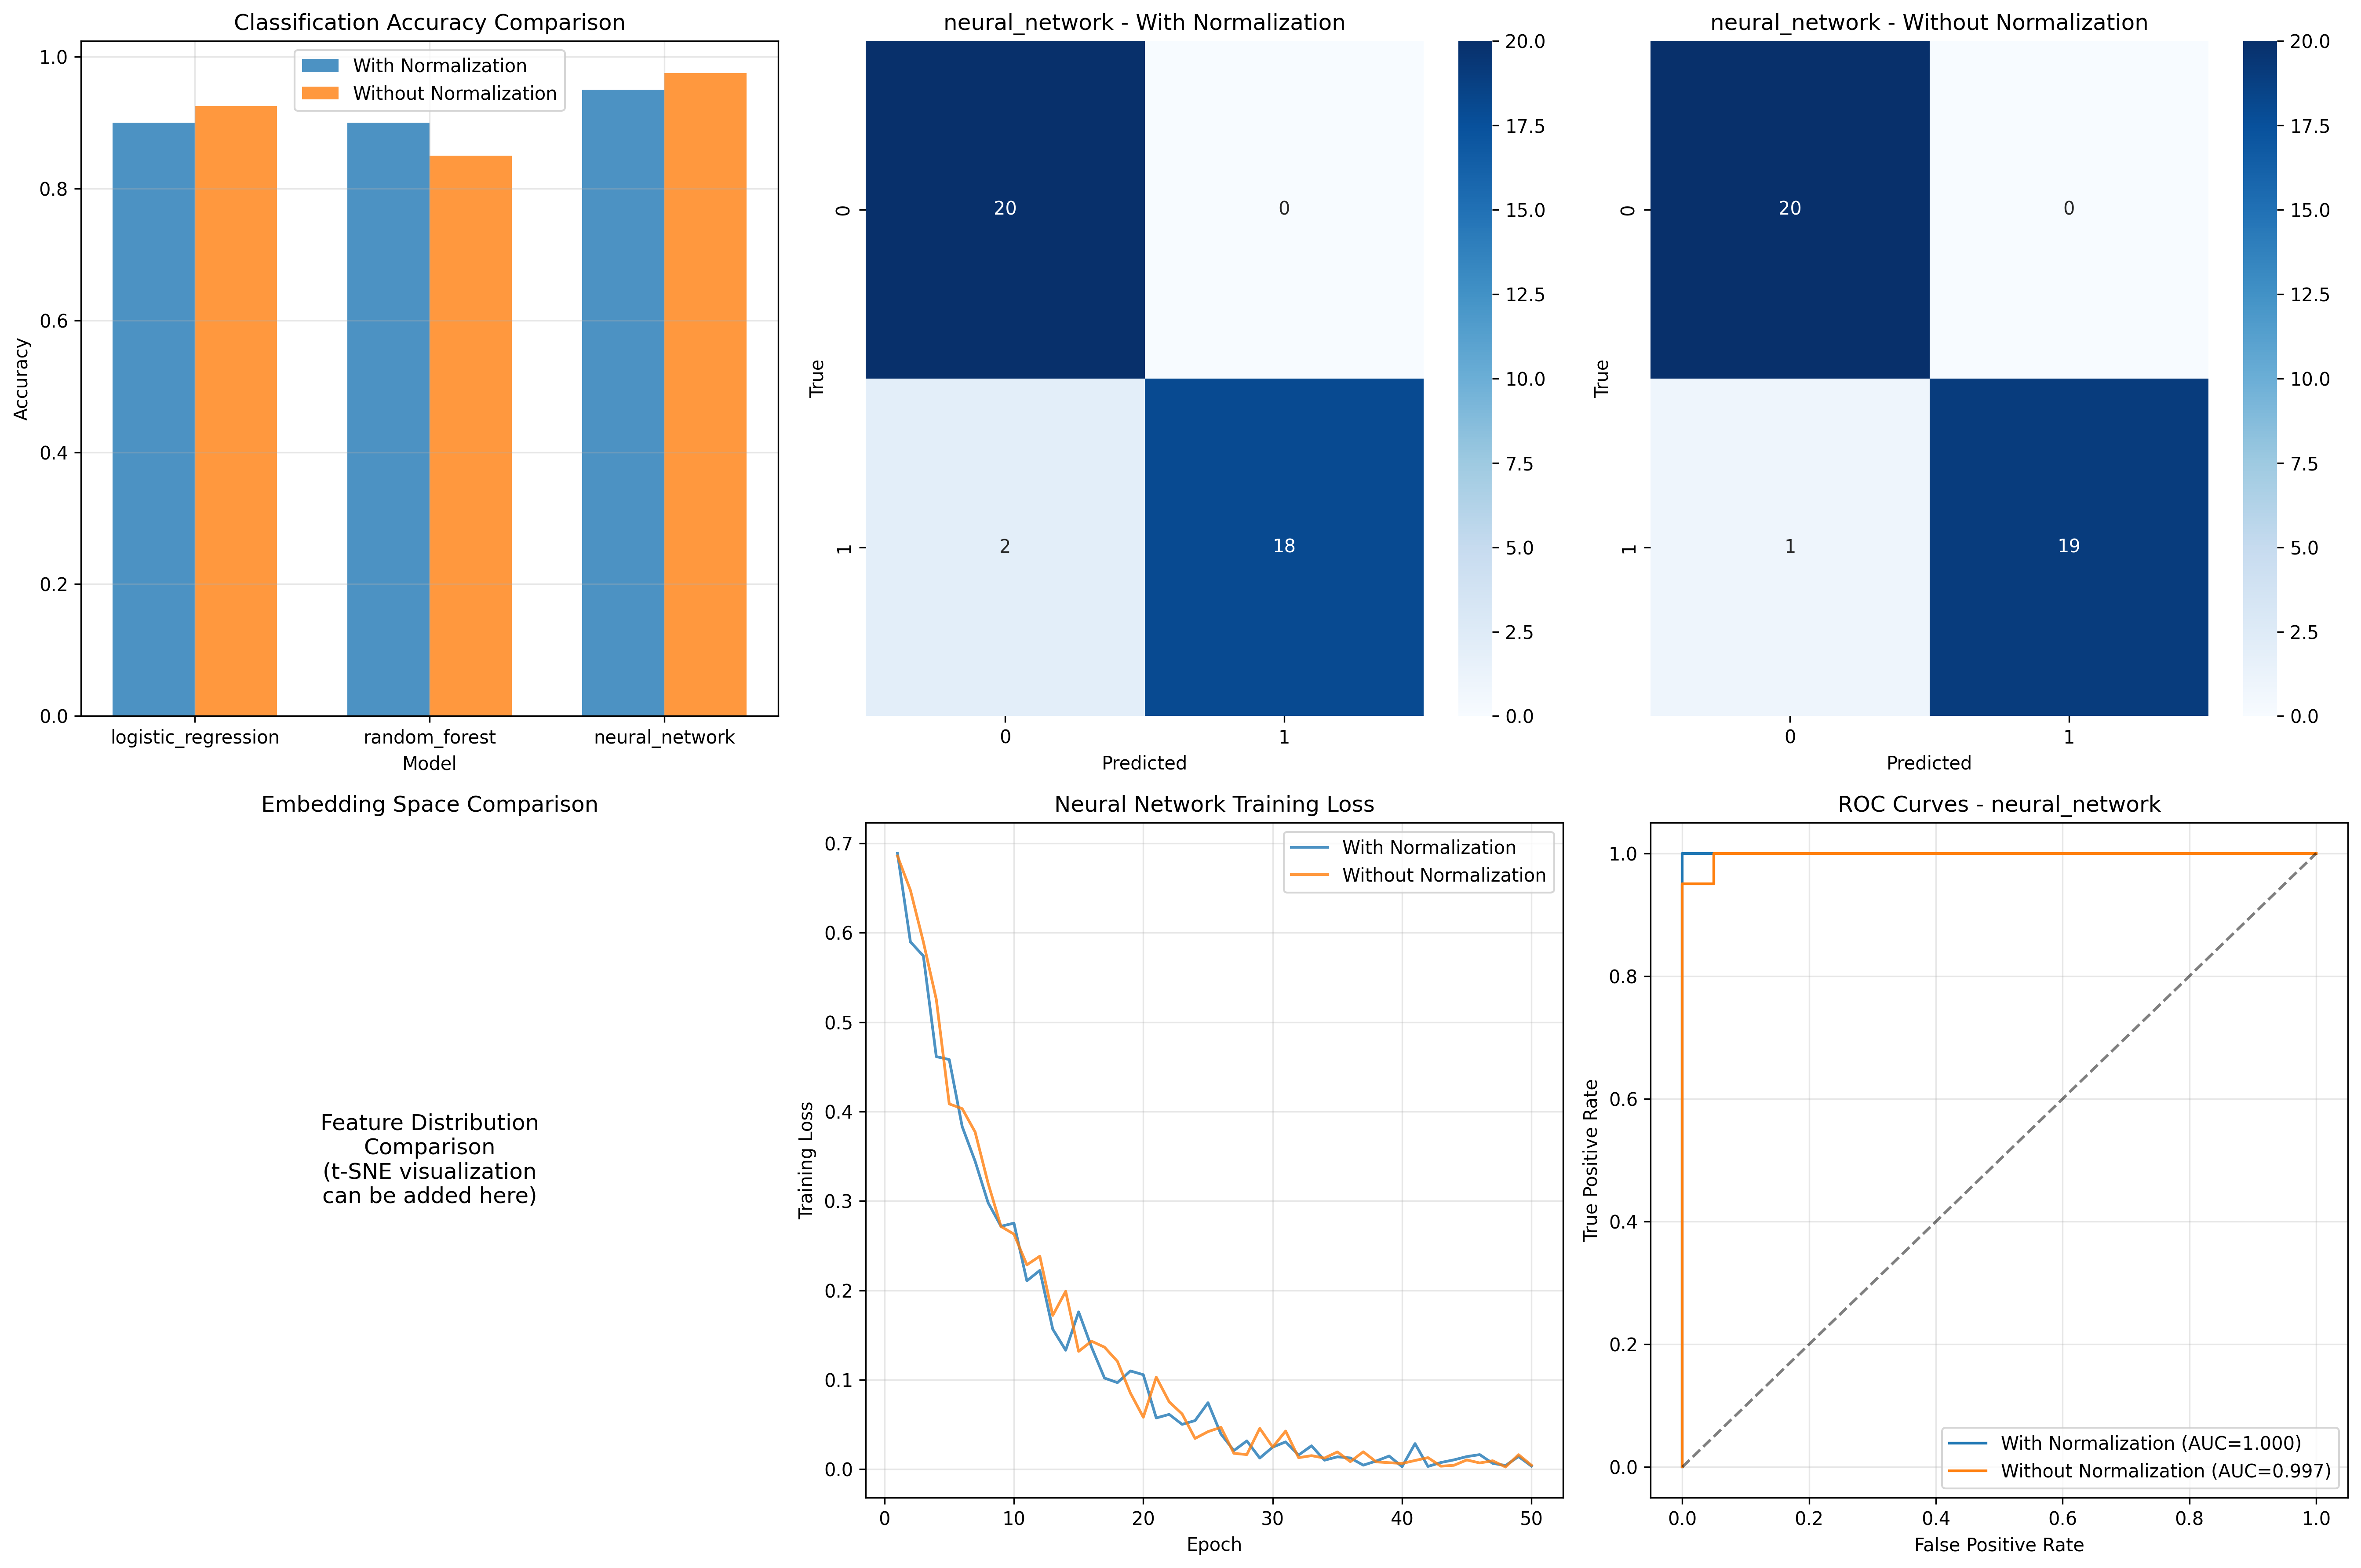 Classification Accuracy Comparison
With Normalization
Without Normalization
1.0
0.8
0.6
0.4
0.2
0.0
Accuracy
logistic_regression
random_forest
neural_network
Model
neural_network - With Normalization
20
0
2
18
0
1
True
0
1
Predicted
20.0
17.5
15.0
12.5
10.0
7.5
5.0
2.5
0.0
neural_network - Without Normalization
20
0
1
19
0
1
True
0
1
Predicted
20.0
17.5
15.0
12.5
10.0
7.5
5.0
2.5
0.0
Embedding Space Comparison
Feature Distribution
Comparison
(t-SNE visualization
can be added here)
Neural Network Training Loss
With Normalization
Without Normalization
0.7
0.6
0.5
0.4
0.3
0.2
0.1
0.0
Training Loss
0
10
20
30
40
50
Epoch
ROC Curves - neural_network
1.0
0.8
0.6
0.4
0.2
0.0
True Positive Rate
With Normalization (AUC=1.000)
Without Normalization (AUC=0.997)
0.0
0.2
0.4
0.6
0.8
1.0
False Positive Rate